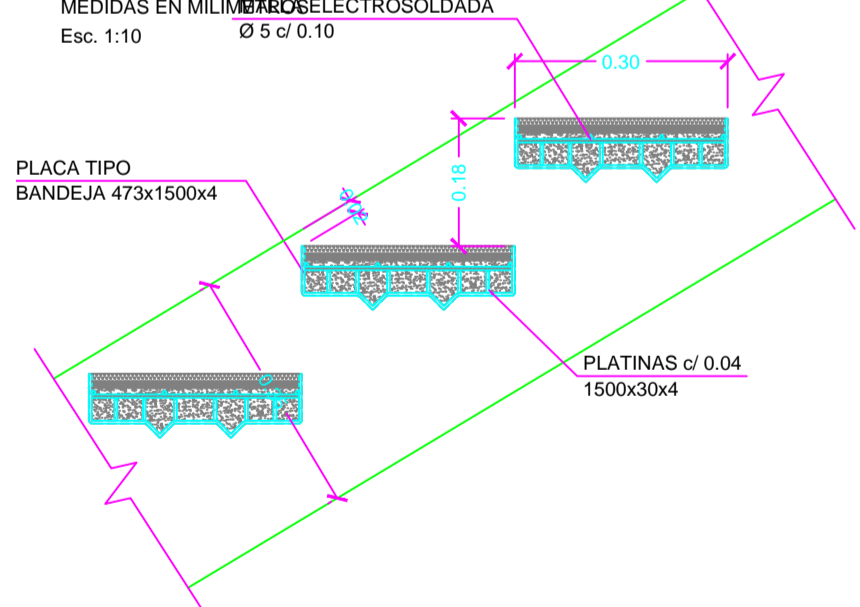 MEDIDAS EN MILIMETROS
Esc. 1:10
MALLA ELECTROSOLDADA
Ø 5 c/ 0.10
0.30
0.18
PLACA TIPO
BANDEJA 473x1500x4
PLATINAS c/ 0.04
1500x30x4